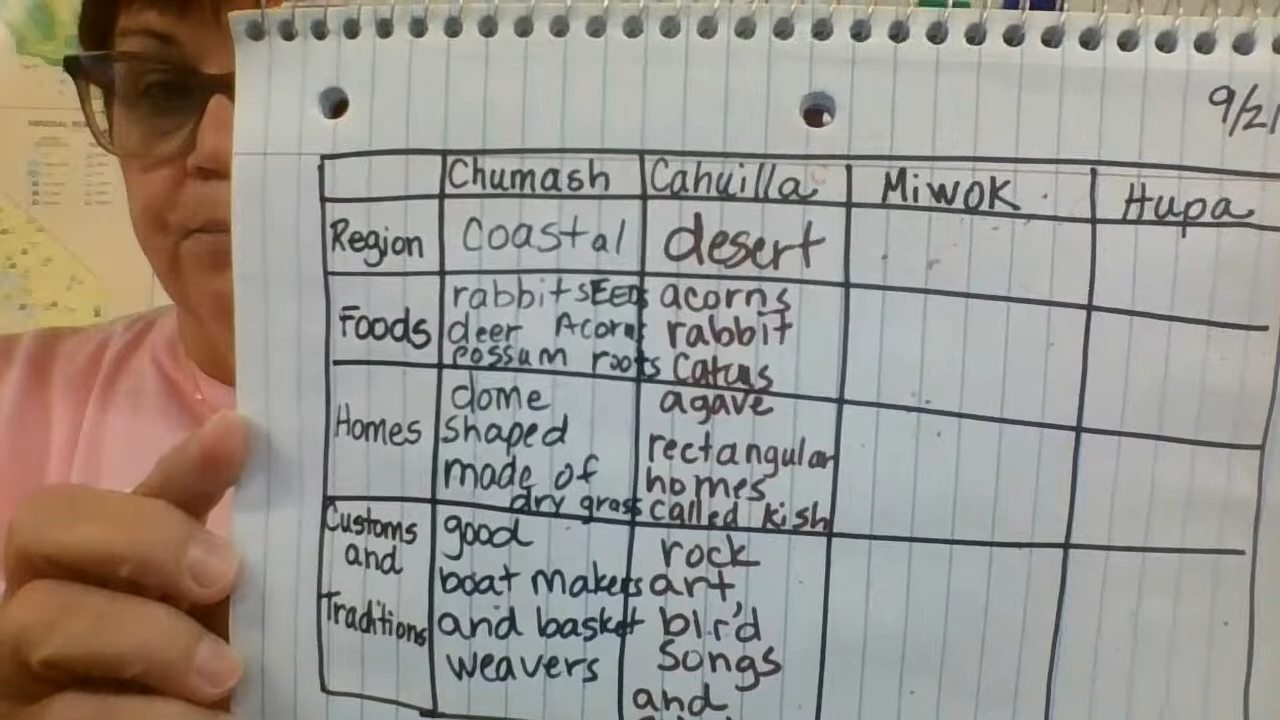 9/21
Chumash Cahuilla Miwok Hupa
Region Coastal desert
Foods
rabbit SEEDs
deer Acorns
possum roots
acorns
rabbit
Catus
agave
Homes
dome
shaped
made of
dry grass
rectangular
homes
called kish
Customs
and
Traditions
good
boat makers
and basket
weavers
rock
art
bird
songs
and